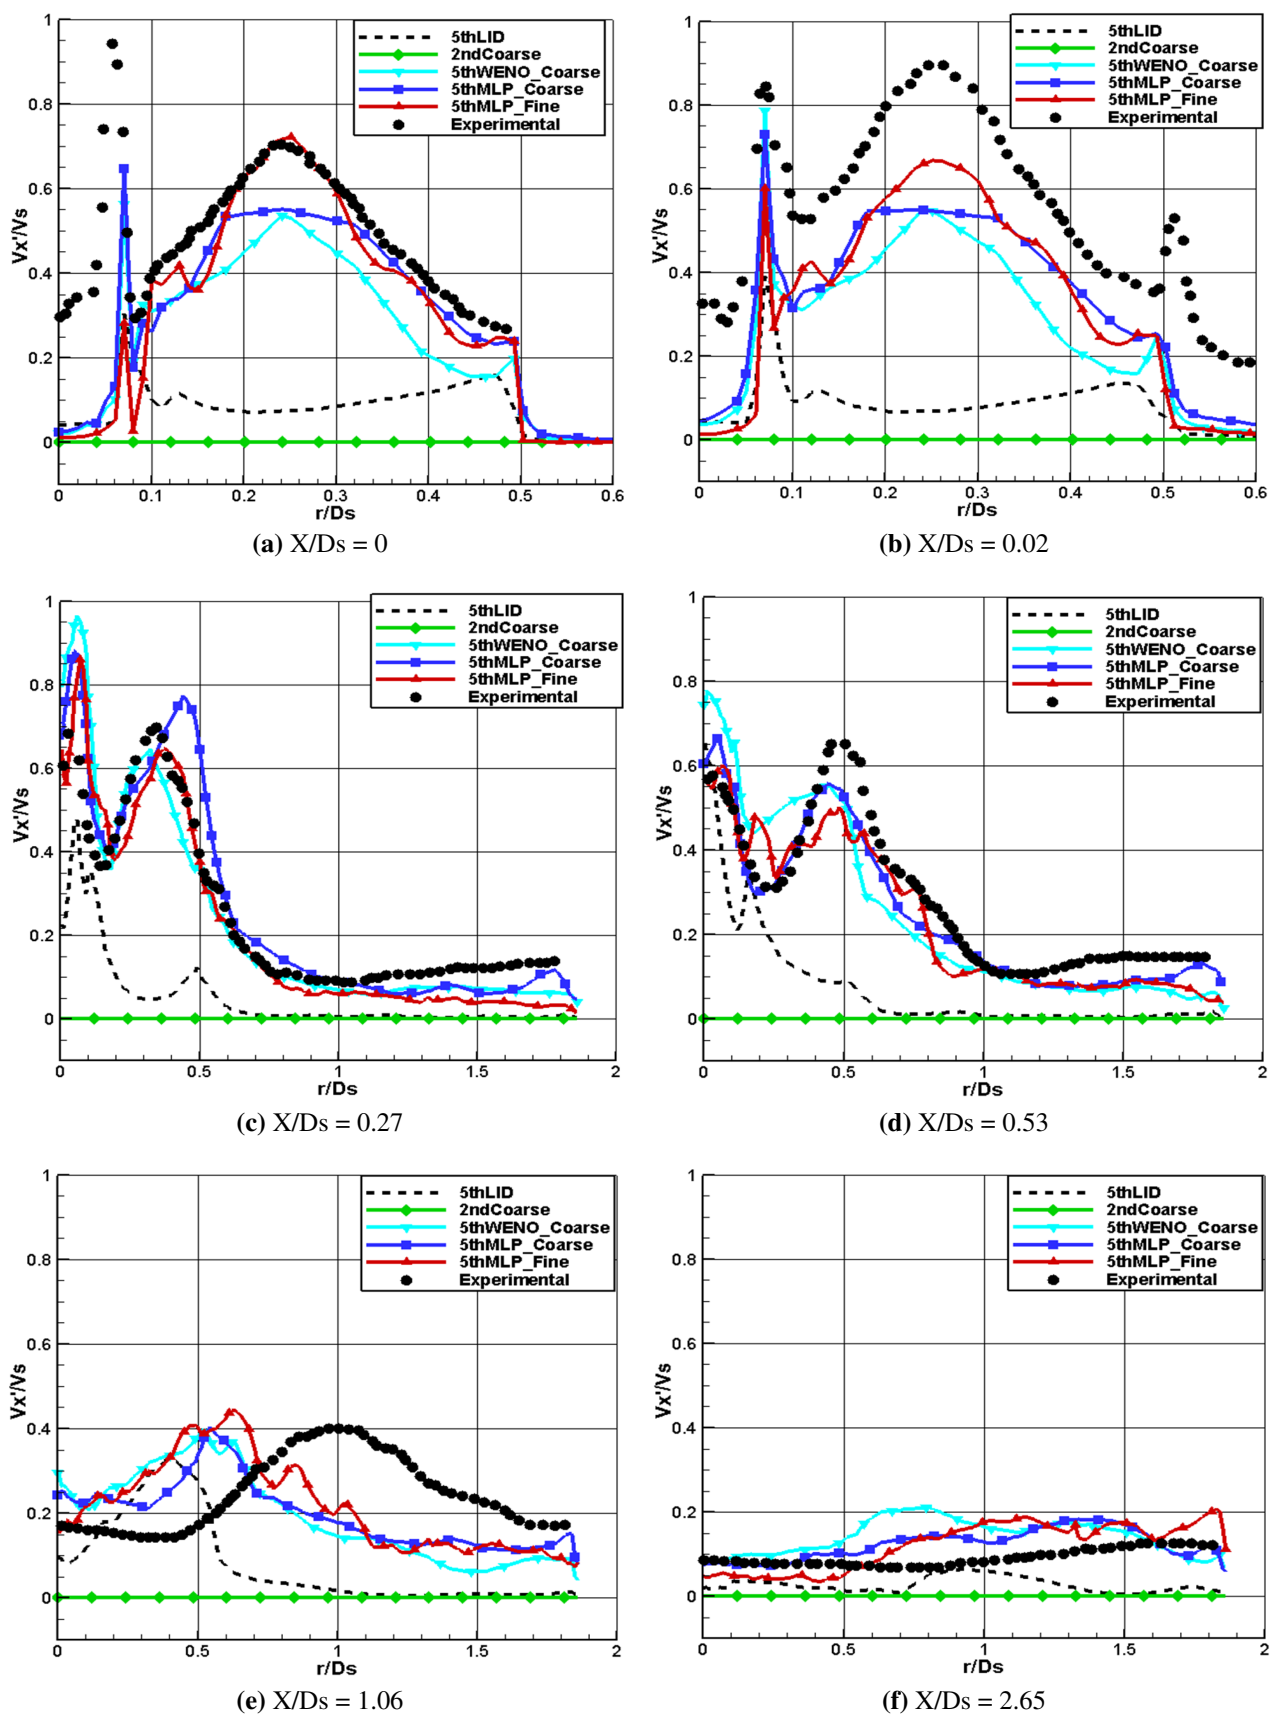 1
0.8
0.6
0.4
0.2
0
Vx'/Vs
5thLID
2ndCoarse
5thWENO_Coarse
5thMLP_Coarse
5thMLP_Fine
Experimental
0 0.1 0.2 0.3 0.4 0.5 0.6
r/Ds
(a) X/Ds = 0
1
0.8
0.6
0.4
0.2
0
Vx'/Vs
5thLID
2ndCoarse
5thWENO_Coarse
5thMLP_Coarse
5thMLP_Fine
Experimental
0 0.1 0.2 0.3 0.4 0.5 0.6
r/Ds
(b) X/Ds = 0.02
1
0.8
0.6
0.4
0.2
0
Vx'/Vs
5thLID
2ndCoarse
5thWENO_Coarse
5thMLP_Coarse
5thMLP_Fine
Experimental
0 0.5 1 1.5 2
r/Ds
(c) X/Ds = 0.27
1
0.8
0.6
0.4
0.2
0
Vx'/Vs
5thLID
2ndCoarse
5thWENO_Coarse
5thMLP_Coarse
5thMLP_Fine
Experimental
0 0.5 1 1.5 2
r/Ds
(d) X/Ds = 0.53
1
0.8
0.6
0.4
0.2
0
Vx'/Vs
5thLID
2ndCoarse
5thWENO_Coarse
5thMLP_Coarse
5thMLP_Fine
Experimental
0 0.5 1 1.5 2
r/Ds
(e) X/Ds = 1.06
1
0.8
0.6
0.4
0.2
0
Vx'/Vs
5thLID
2ndCoarse
5thWENO_Coarse
5thMLP_Coarse
5thMLP_Fine
Experimental
0 0.5 1 1.5 2
r/Ds
(f) X/Ds = 2.65